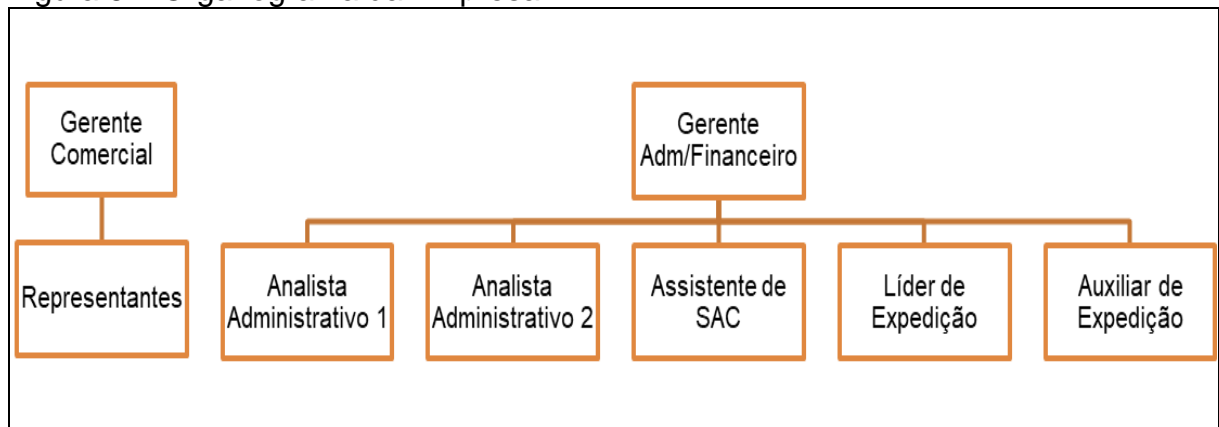 Gerente
Comercial
Gerente
Adm/Financeiro
Representantes
Analista
Administrativo 1
Analista
Administrativo 2
Assistente de
SAC
Líder de
Expedição
Auxiliar de
Expedição